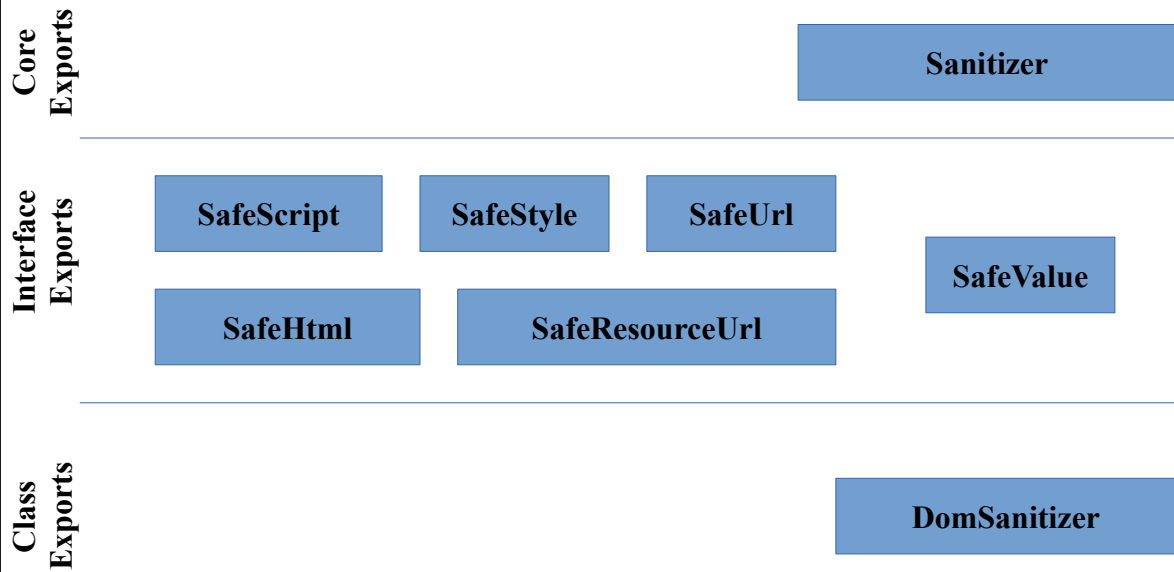 Core
Exports
Sanitizer
Interface
Exports
SafeScript
SafeStyle
SafeUrl
SafeValue
SafeHtml
SafeResourceUrl
Class
Exports
DomSanitizer